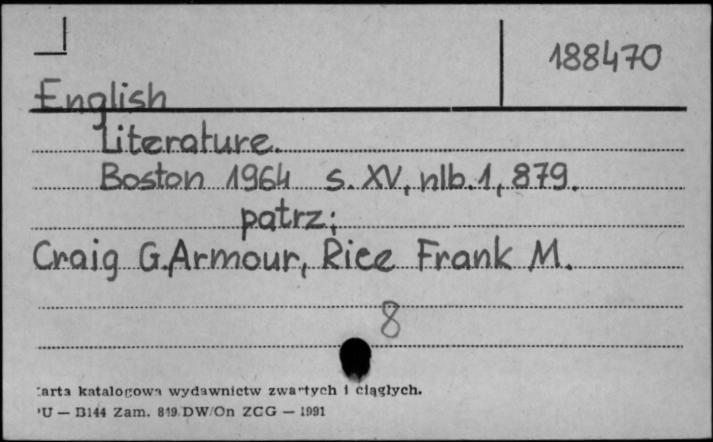 188470
English
Literature.
Boston 1964 s. XV, nlb. 1, 879.
patrz;
Craig G.Armour, Rice Frank M.
8
arta katalogowa wydawnictw zwartych i ciągłych.
U — B144 Zam. 819 DW/On ZCG — 1991